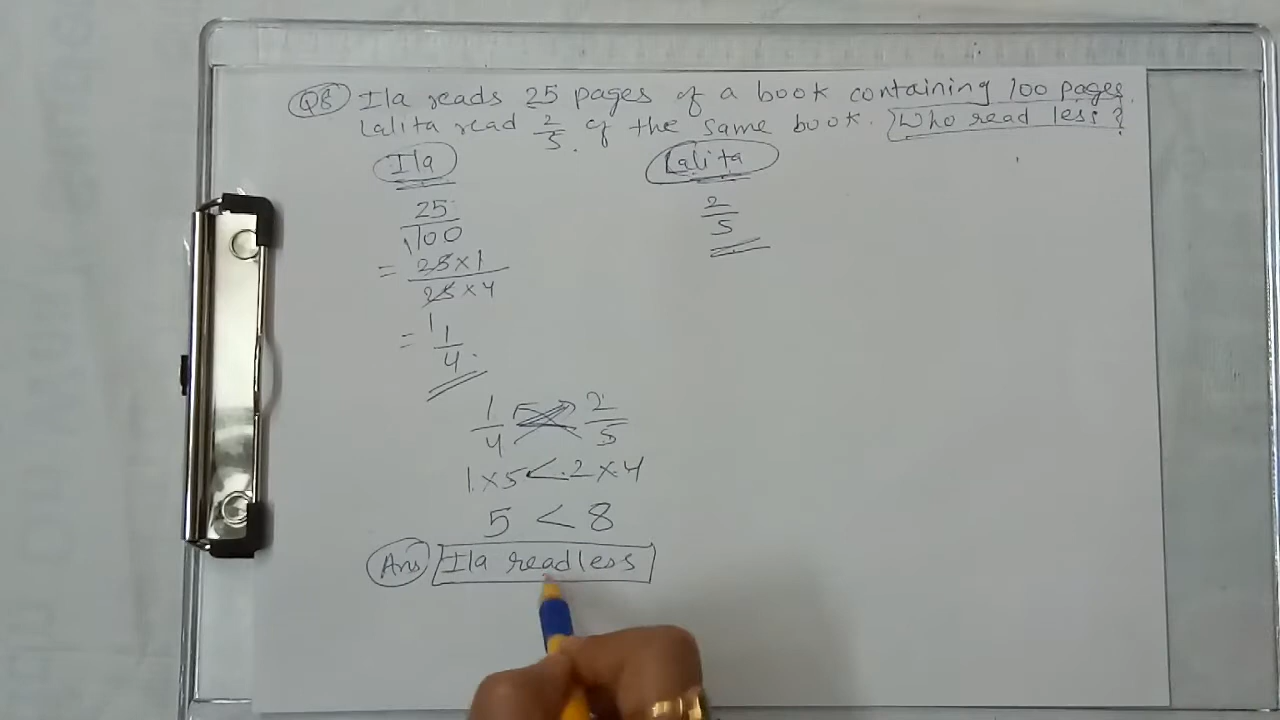 Q8 Ila reads 25 pages of a book containing 100 pages.
Lalita read 2/5 of the same book. Who read less?
Ila Lalita
25/100 2/5
= 25×1/25×4
= 1/4
1/4 2/5
1×5 < 2×4
5 < 8
Ans Ila read less